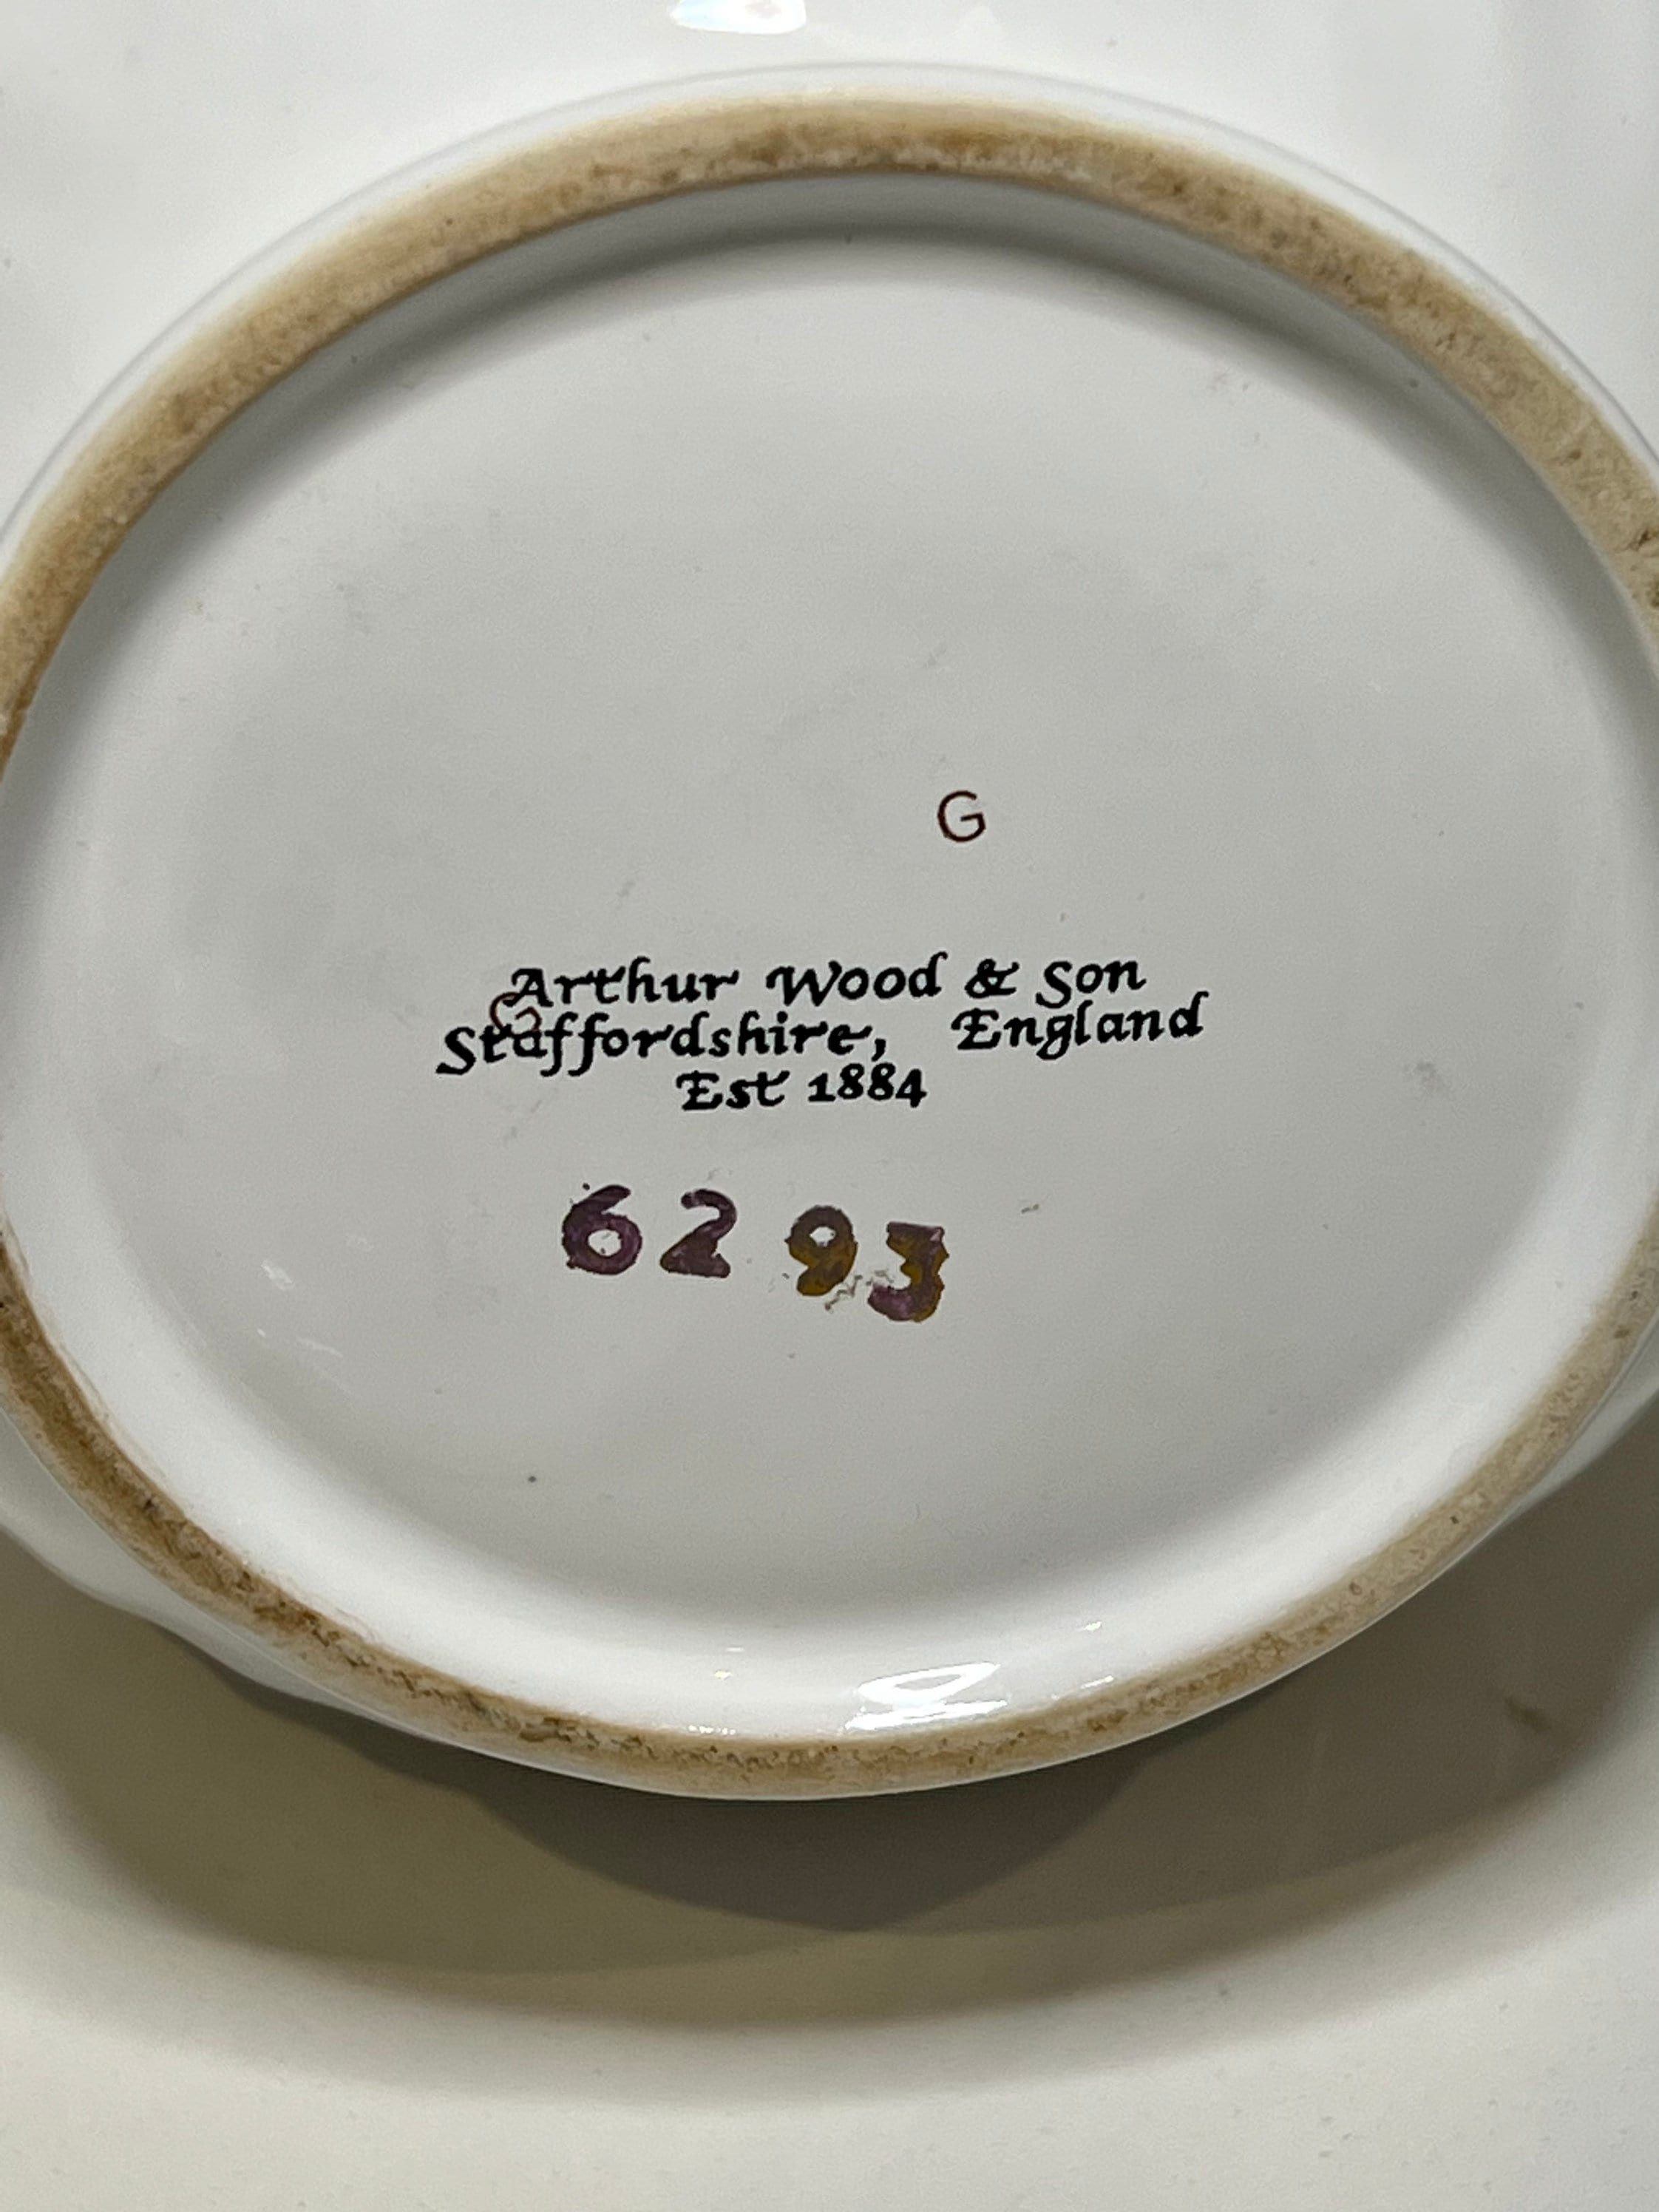 G
Arthur Wood & Son
Staffordshire, England
Est 1884
6293